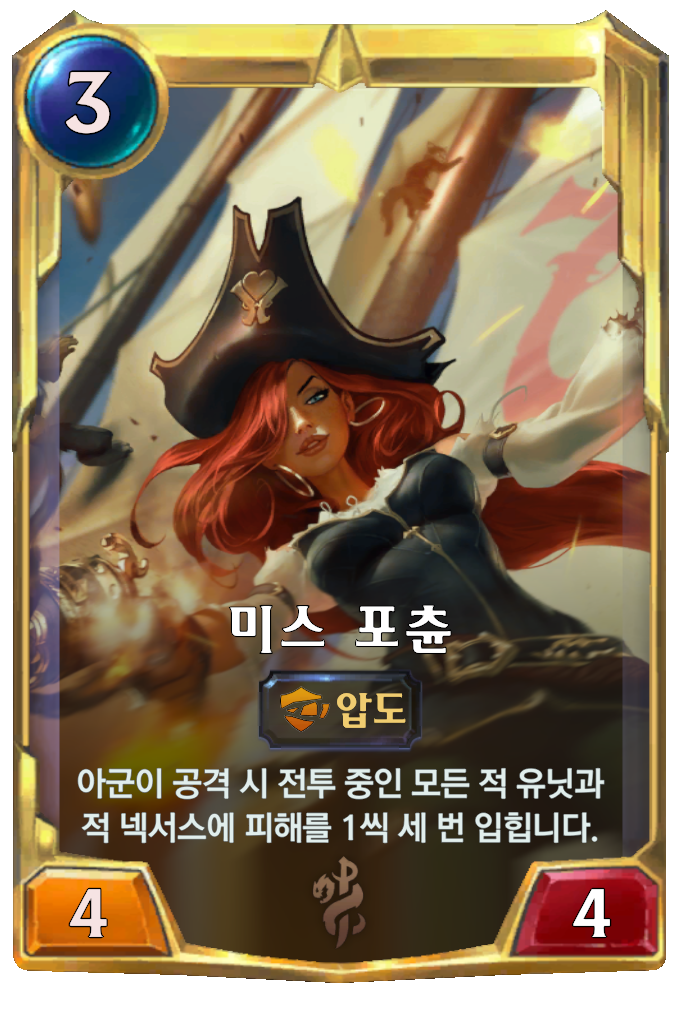 3
미스 포츈
압도
아군이 공격 시 전투 중인 모든 적 유닛과
적 넥서스에 피해를 1씩 세 번 입힙니다.
4
4